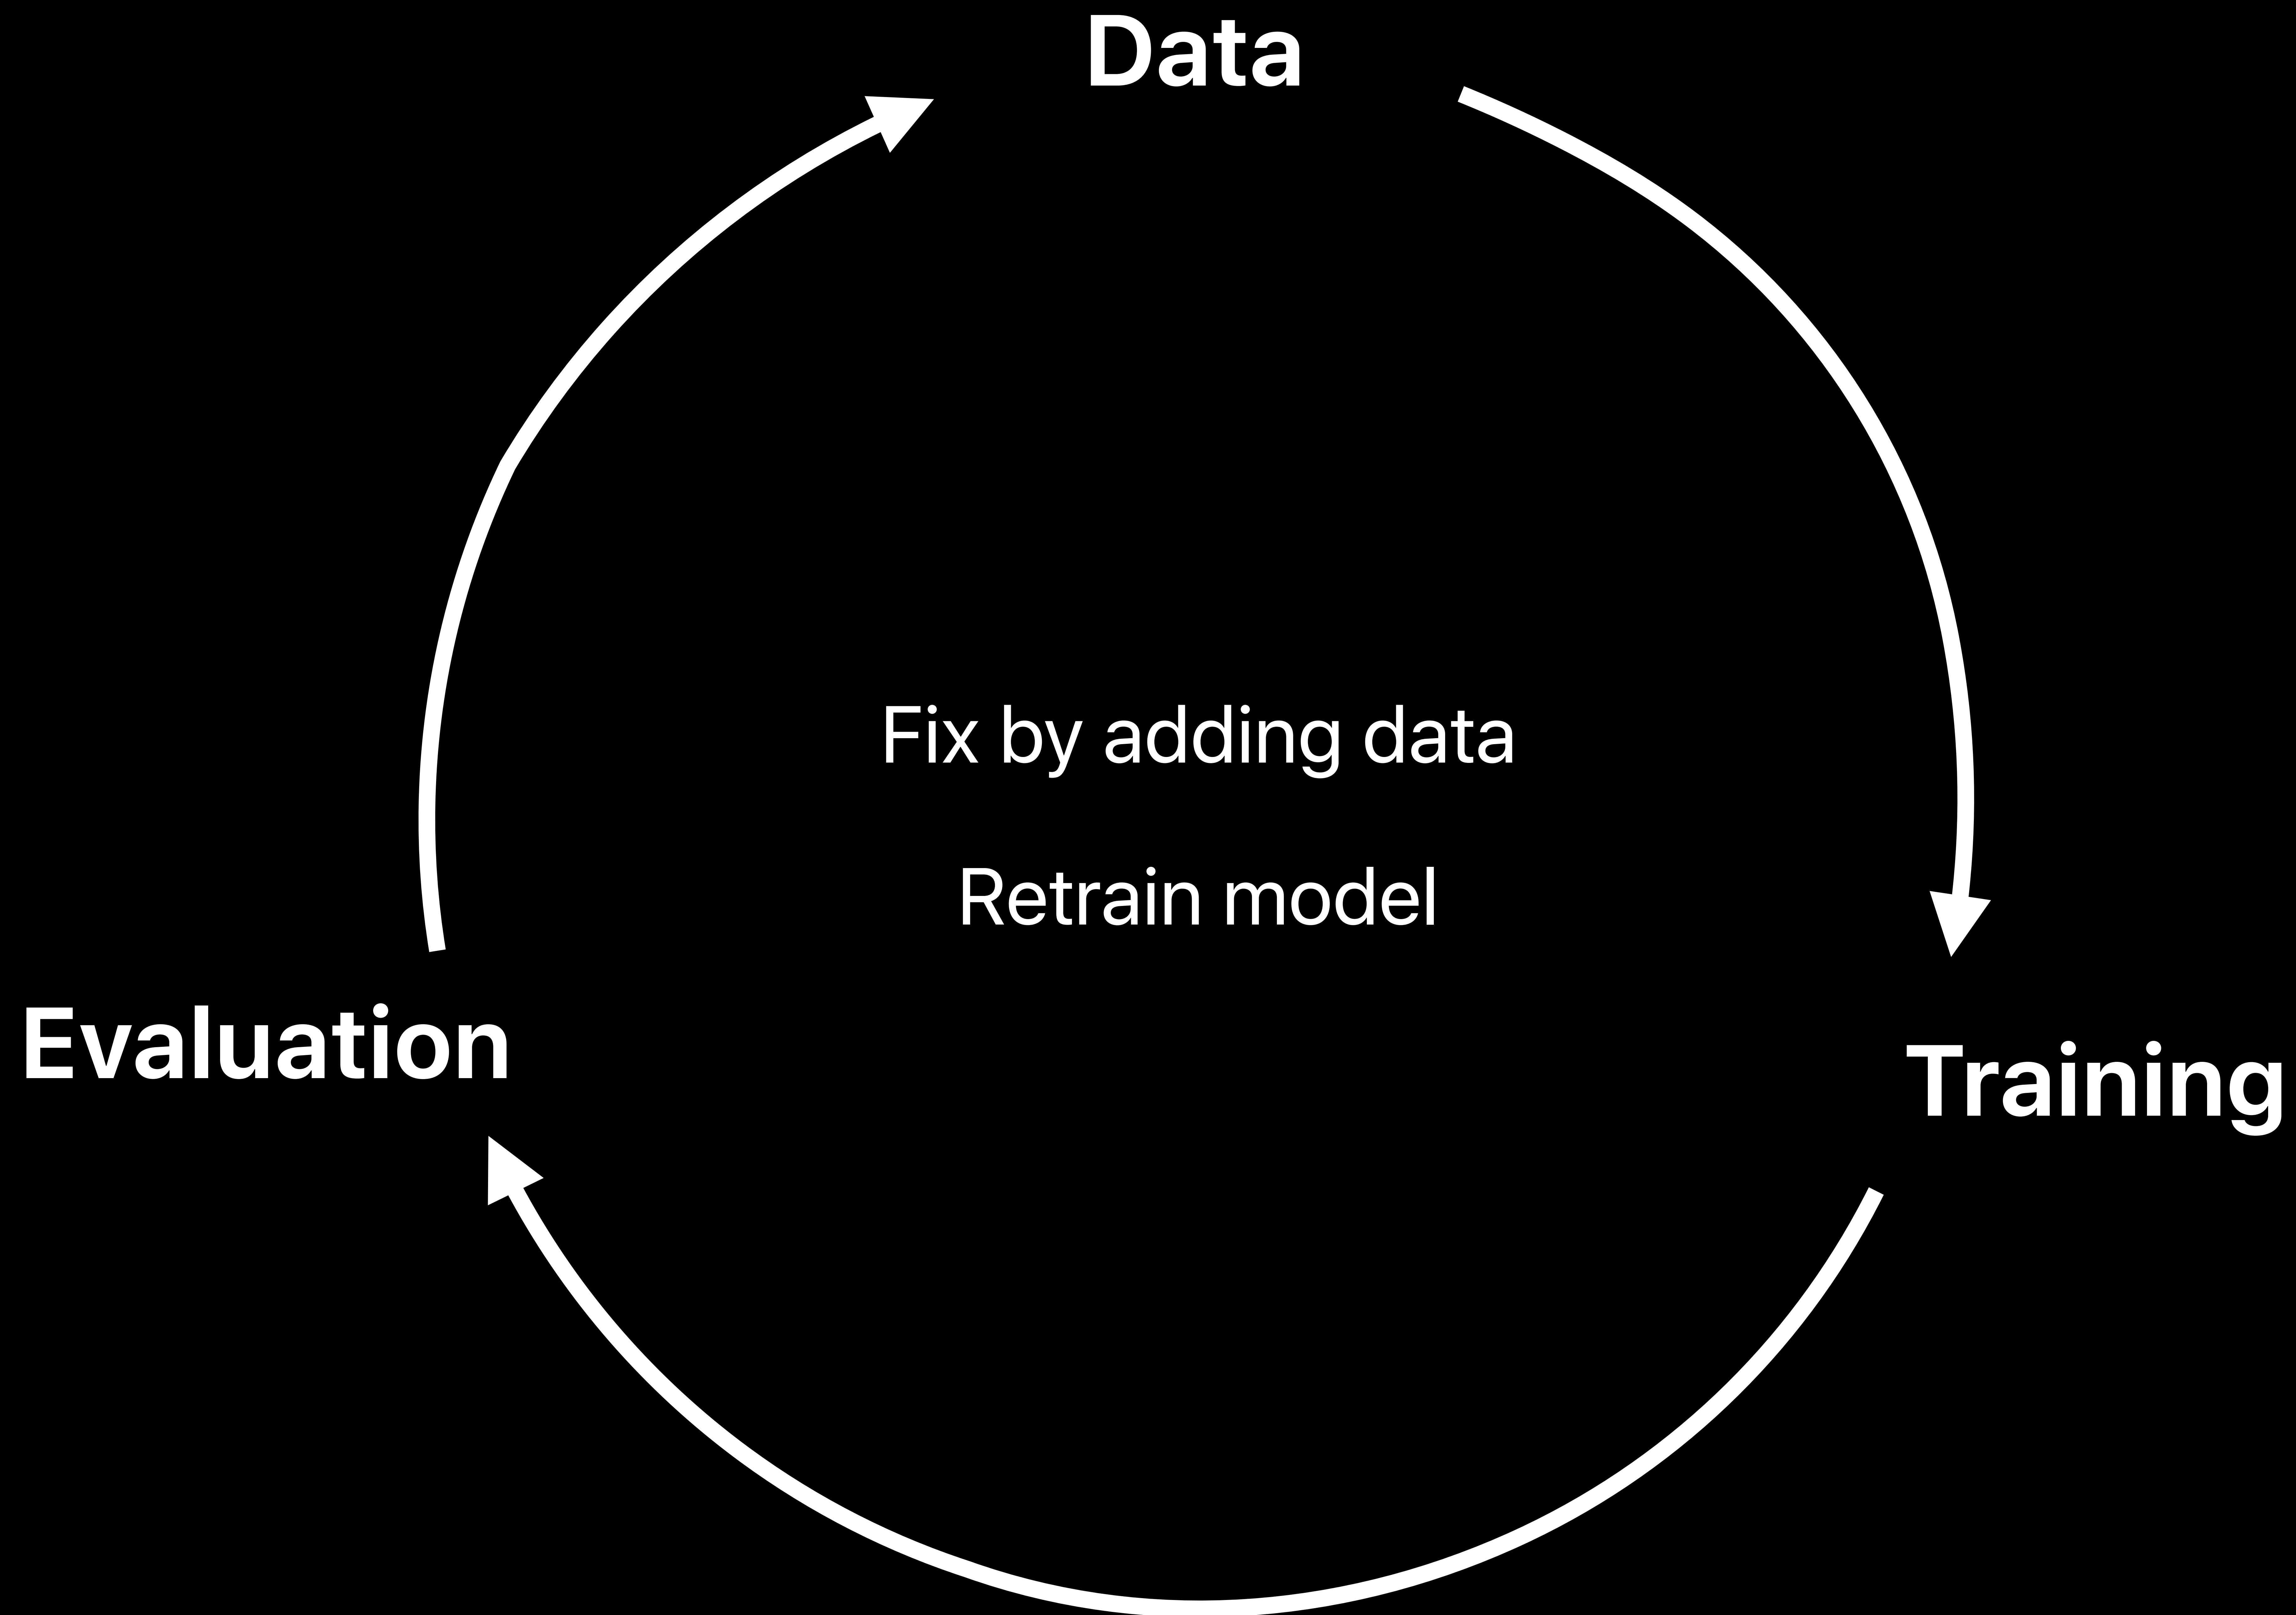 Data
Fix by adding data
Retrain model
Evaluation
Training